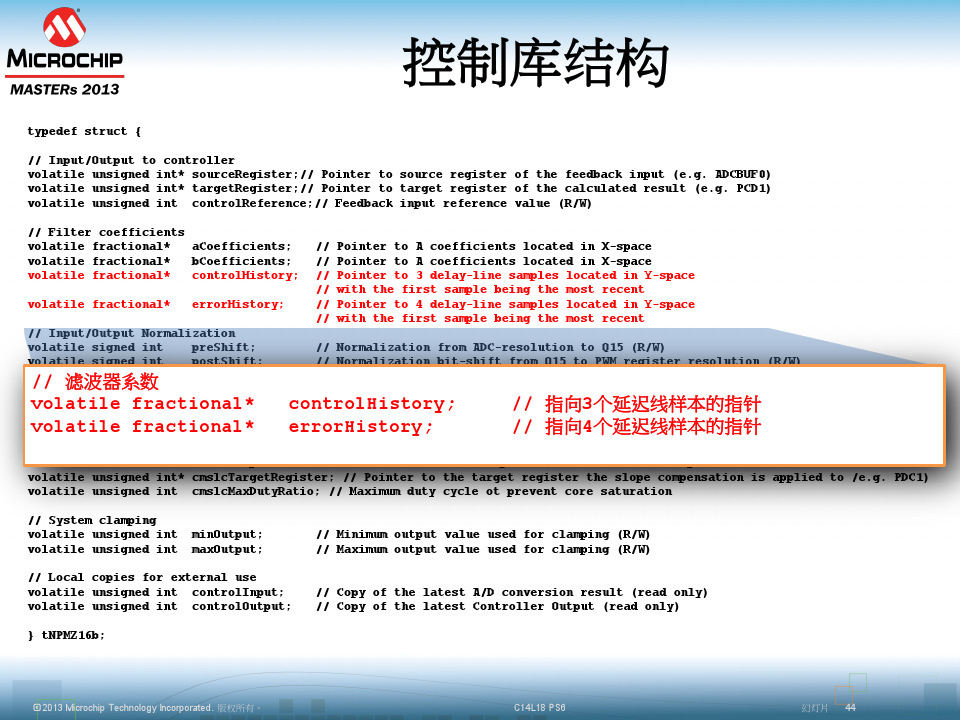 MICROCHIP
MASTERs 2013
控制库结构
typedef struct {
// Input/Output to controller
volatile unsigned int* sourceRegister;// Pointer to source register of the feedback input (e.g. ADCBUF0)
volatile unsigned int* targetRegister;// Pointer to target register of the calculated result (e.g. PCD1)
volatile unsigned int controlReference;// Feedback input reference value (R/W)
// Filter coefficients
volatile fractional* aCoefficients; // Pointer to A coefficients located in X-space
volatile fractional* bCoefficients; // Pointer to A coefficients located in X-space
volatile fractional* controlHistory; // Pointer to 3 delay-line samples located in Y-space
// with the first sample being the most recent
volatile fractional* errorHistory; // Pointer to 4 delay-line samples located in Y-space
// with the first sample being the most recent
// Input/Output Normalization
volatile signed int preShift; // Normalization from ADC-resolution to Q15 (R/W)
volatile signed int postShift; // Normalization bit-shift from Q15 to PWM register resolution (R/W)
// 滤波器系数
volatile fractional* controlHistory; // 指向3个延迟线样本的指针
volatile fractional* errorHistory; // 指向4个延迟线样本的指针
volatile unsigned int* cmslcTargetRegister; // Pointer to the target register the slope compensation is applied to /e.g. PDC1)
volatile unsigned int cmslcMaxDutyRatio; // Maximum duty cycle ot prevent core saturation
// System clamping
volatile unsigned int minOutput; // Minimum output value used for clamping (R/W)
volatile unsigned int maxOutput; // Maximum output value used for clamping (R/W)
// Local copies for external use
volatile unsigned int controlInput; // Copy of the latest A/D conversion result (read only)
volatile unsigned int controlOutput; // Copy of the latest Controller Output (read only)
} tNPMZ16b;
©2013 Microchip Technology Incorporated. 版权所有。 C14L18 PS6 幻灯片 44